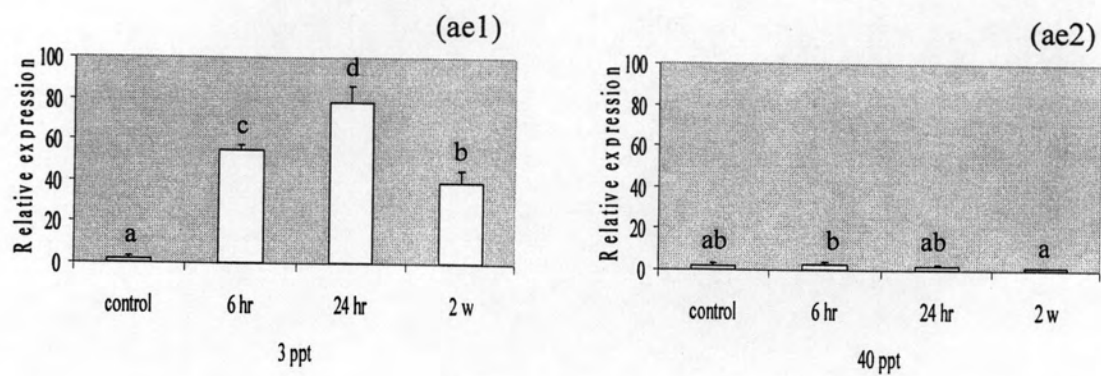 (ae1)
Relative expression
100
80
60
40
20
0
a
c
d
b
control 6 hr 24 hr 2 w
3 ppt
(ae2)
Relative expression
100
80
60
40
20
0
ab
b
ab
a
control 6 hr 24 hr 2 w
40 ppt